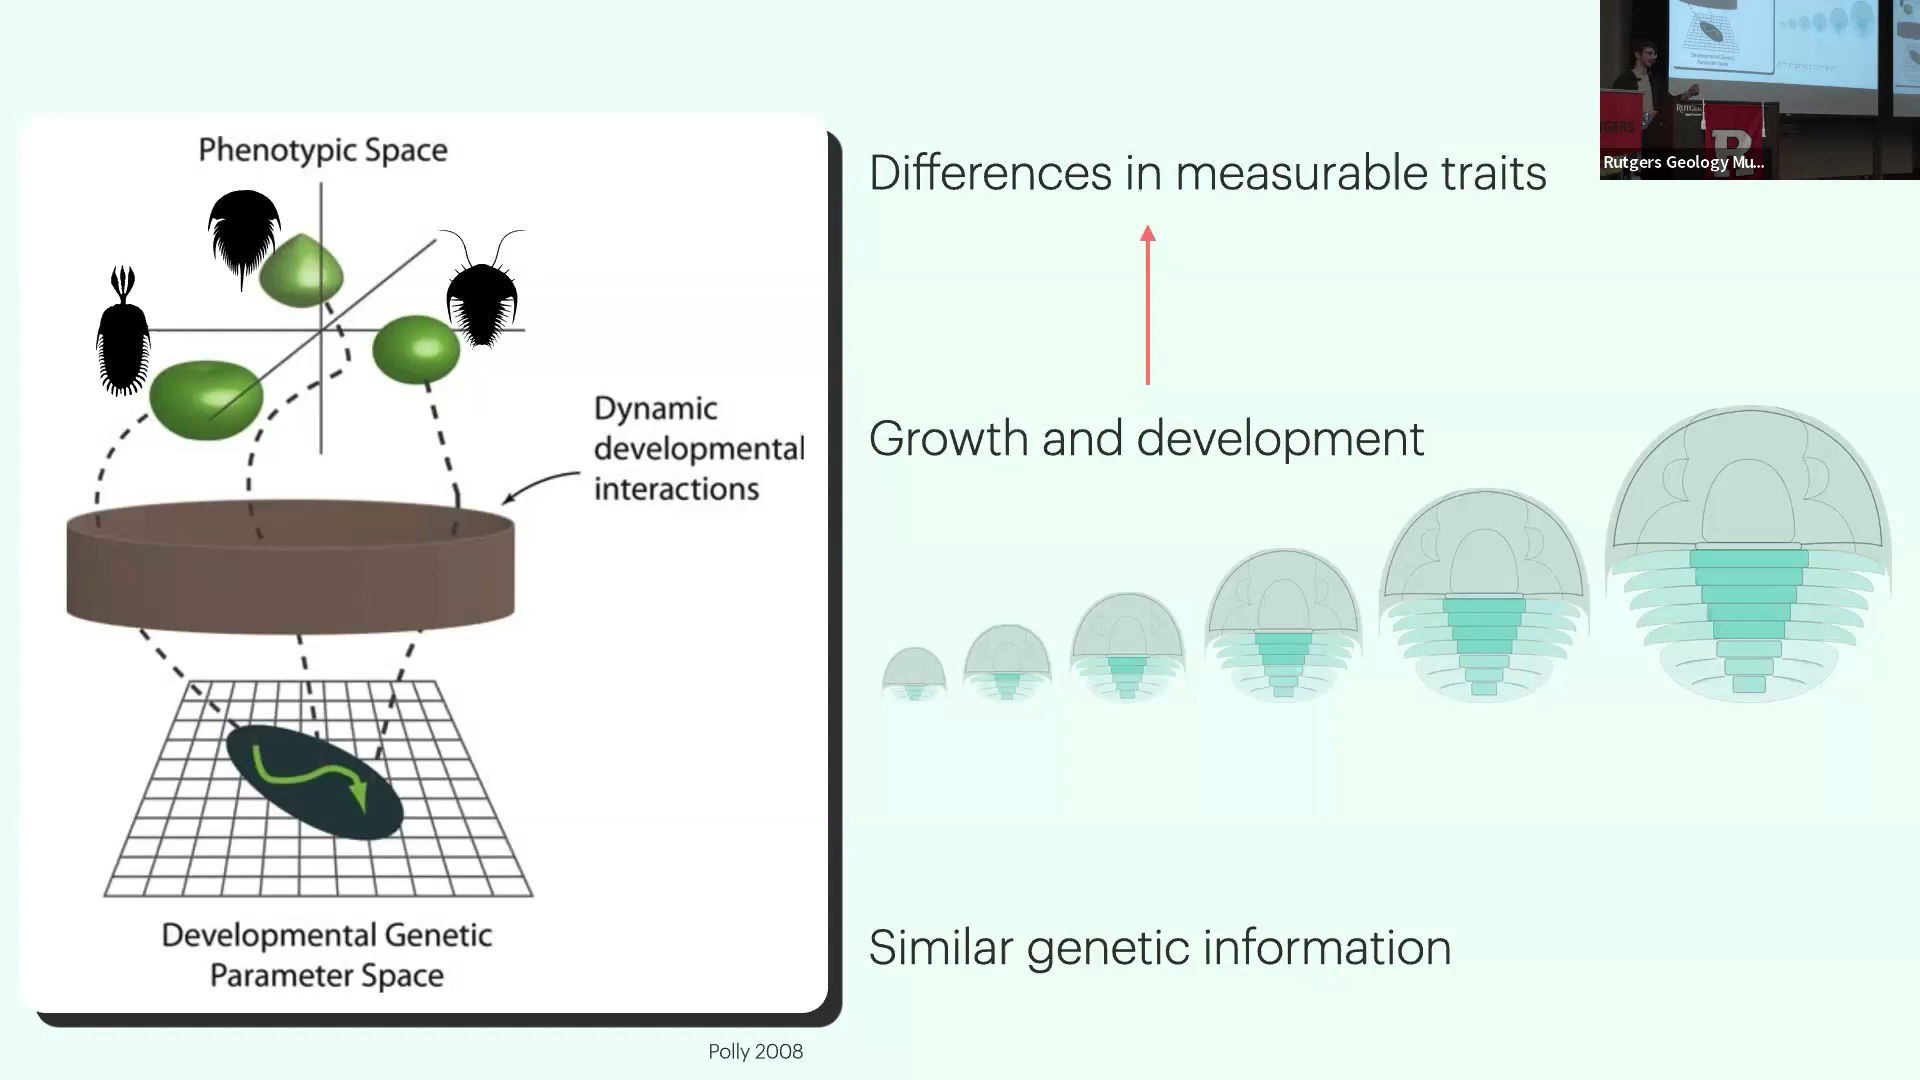 Phenotypic Space
Dynamic
developmental
interactions
Developmental Genetic
Parameter Space
Polly 2008
Differences in measurable traits
Growth and development
Similar genetic information
Rutgers Geology Mu...